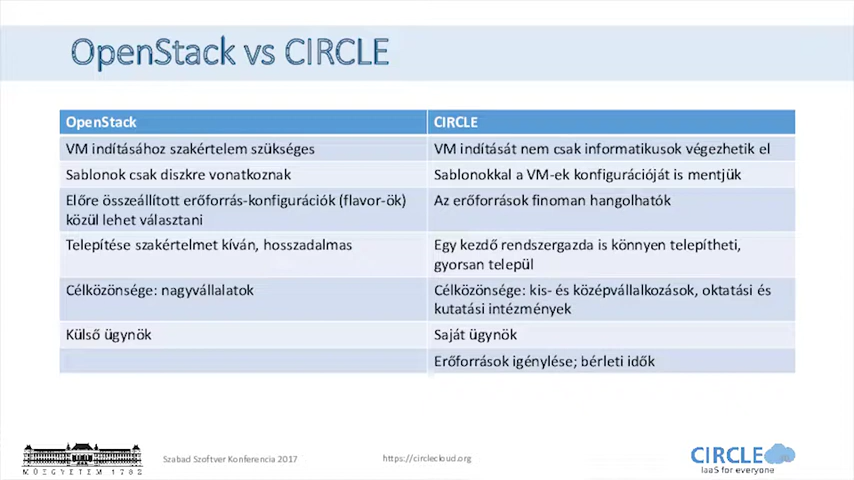 OpenStack vs CIRCLE
OpenStack
CIRCLE
VM indításához szakértelem szükséges
VM indítását nem csak informatikusok végezhetik el
Sablonok csak diszkre vonatkoznak
Sablonokkal a VM-ek konfigurációját is mentjük
Előre összeállított erőforrás-konfigurációk (flavor-ök)
közül lehet választani
Az erőforrások finoman hangolhatók
Telepítése szakértelmet kíván, hosszadalmas
Egy kezdő rendszergazda is könnyen telepítheti,
gyorsan települ
Célközönsége: nagyvállalatok
Célközönsége: kis- és középvállalkozások, oktatási és
kutatási intézmények
Külső ügynök
Saját ügynök
Erőforrások igénylése; bérleti idők
MŰEGYETEM 1782
Szabad Szoftver Konferencia 2017
https://circlecloud.org
CIRCLE
IaaS for everyone